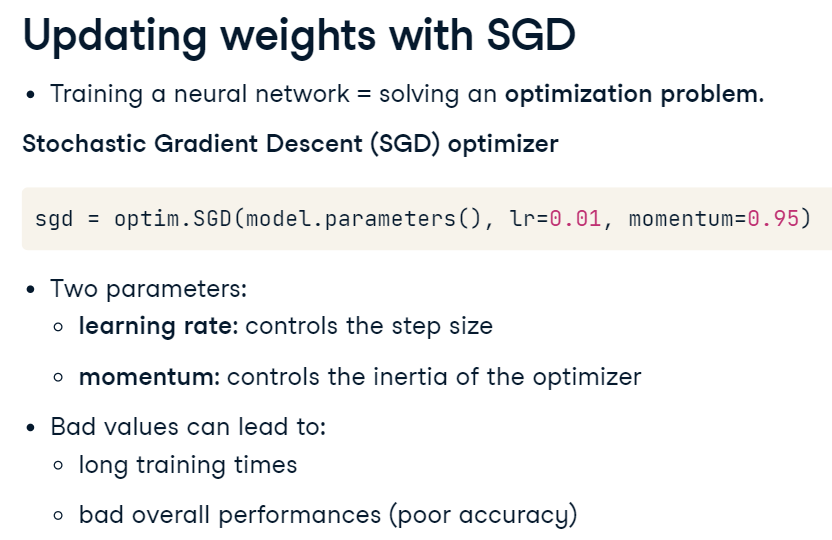 Updating weights with SGD
• Training a neural network = solving an optimization problem.
Stochastic Gradient Descent (SGD) optimizer
sgd = optim.SGD(model.parameters(), lr=0.01, momentum=0.95)
• Two parameters:
◦ learning rate: controls the step size
◦ momentum: controls the inertia of the optimizer
• Bad values can lead to:
◦ long training times
◦ bad overall performances (poor accuracy)